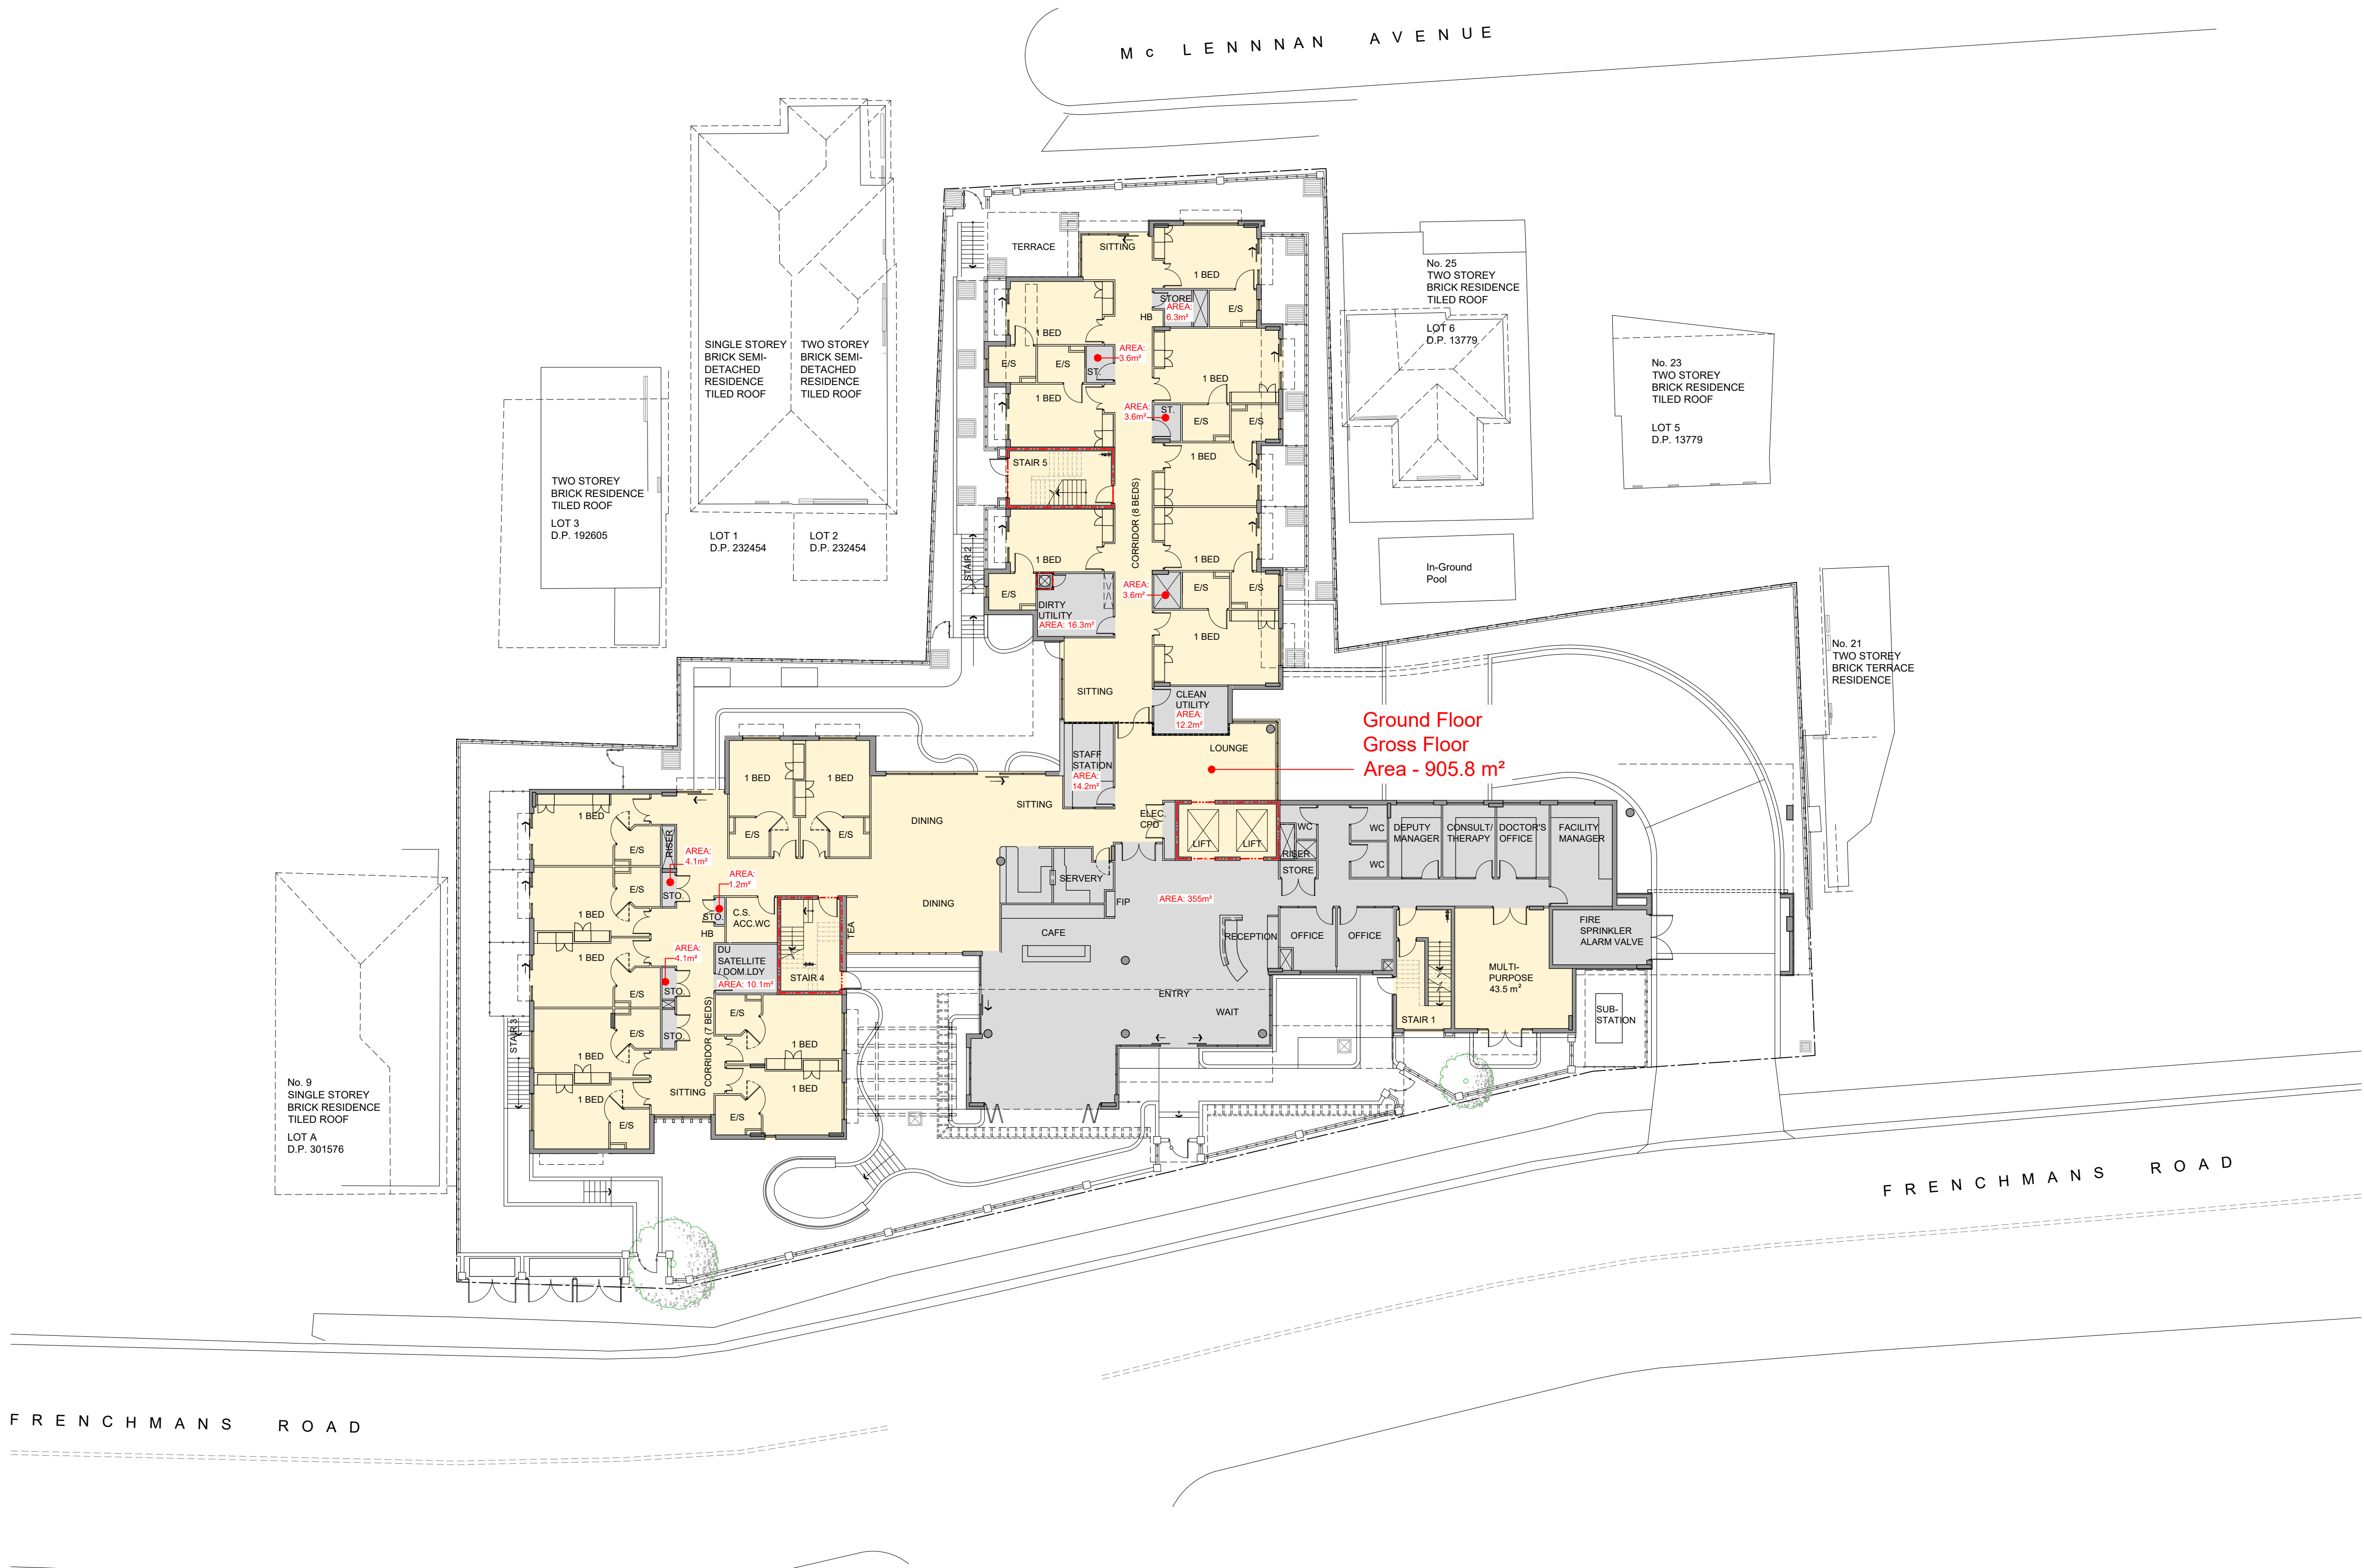 Mc LENNNAN AVENUE
TERRACE
SITTING
1 BED
STORE
AREA:
6.3m²
E/S
HB
1 BED
E/S
E/S
ST.
AREA:
3.6m²
1 BED
1 BED
AREA:
3.6m²
ST.
E/S
E/S
STAIR 5
1 BED
CORRIDOR (8 BEDS)
1 BED
1 BED
STAIR 2
E/S
DIRTY
UTILITY
AREA: 16.3m²
AREA:
3.6m²
E/S
E/S
1 BED
SITTING
CLEAN
UTILITY
AREA:
12.2m²
SINGLE STOREY
BRICK SEMI-
DETACHED
RESIDENCE
TILED ROOF
TWO STOREY
BRICK SEMI-
DETACHED
RESIDENCE
TILED ROOF
LOT 1
D.P. 232454
LOT 2
D.P. 232454
TWO STOREY
BRICK RESIDENCE
TILED ROOF
LOT 3
D.P. 192605
No. 25
TWO STOREY
BRICK RESIDENCE
TILED ROOF
LOT 6
D.P. 13779
No. 23
TWO STOREY
BRICK RESIDENCE
TILED ROOF
LOT 5
D.P. 13779
In-Ground
Pool
No. 21
TWO STOREY
BRICK TERRACE
RESIDENCE
Ground Floor
Gross Floor
Area - 905.8 m²
STAFF
STATION
AREA:
14.2m²
LOUNGE
SITTING
DINING
DINING
ELEC.
CPD
LIFT
LIFT
WC
RISER
STORE
WC
WC
DEPUTY
MANAGER
CONSULT/
THERAPY
DOCTOR'S
OFFICE
FACILITY
MANAGER
SERVERY
FIP
AREA: 355m²
CAFE
RECEPTION
OFFICE
OFFICE
ENTRY
WAIT
FIRE
SPRINKLER
ALARM VALVE
MULTI-
PURPOSE
43.5 m²
STAIR 1
SUB-
STATION
1 BED
1 BED
E/S
E/S
1 BED
E/S
RISER
AREA:
4.1m²
E/S
STO.
AREA:
1.2m²
STO.
C.S.
ACC.WC
1 BED
HB
TEA
AREA:
4.1m²
DU
SATELLITE
/ DOM.LDY
AREA: 10.1m²
STAIR 4
1 BED
E/S
STO.
E/S
STO.
E/S
CORRIDOR (7 BEDS)
STAIR 3
1 BED
1 BED
SITTING
1 BED
1 BED
E/S
E/S
No. 9
SINGLE STOREY
BRICK RESIDENCE
TILED ROOF
LOT A
D.P. 301576
FRENCHMANS ROAD
FRENCHMANS ROAD